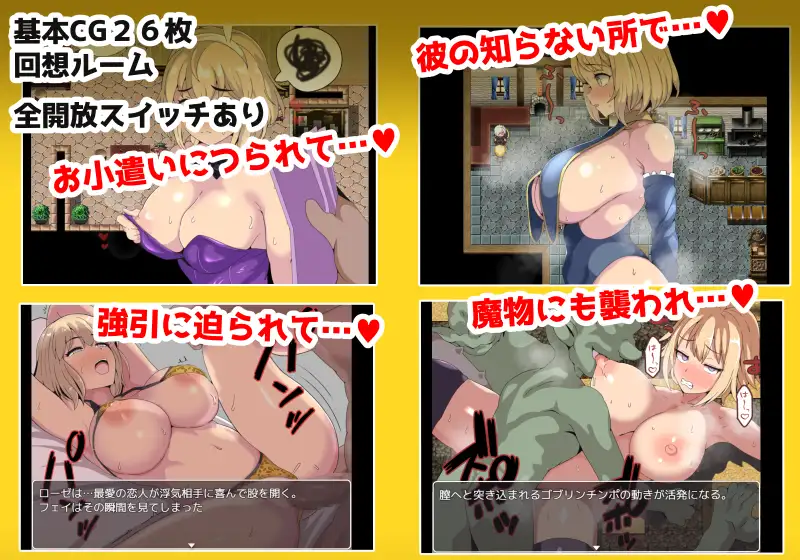 基本CG２６枚
回想ルーム
全開放スイッチあり
お小遣いにつられて…♥
彼の知らない所で…♥
強引に迫られて…♥
ローゼは…最愛の恋人が浮気相手に喜んで股を開く。
フェイはその瞬間を見てしまった
魔物にも襲われ…♥
は〜♡
は〜♡
膣へと突き込まれるゴブリンチンポの動きが活発になる。